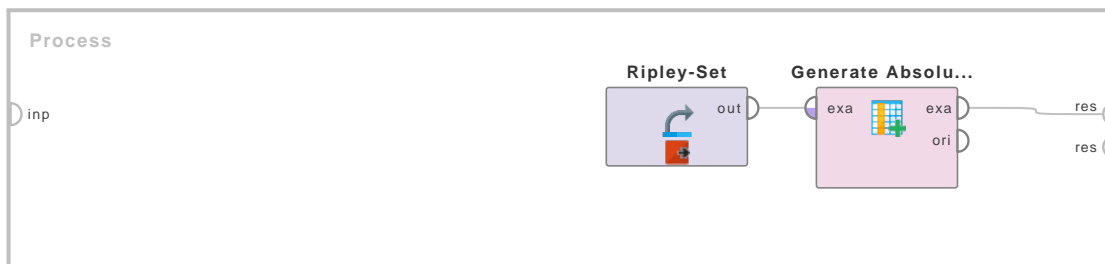 Process
inp
Ripley-Set
out
Generate Absolu...
exa
exa
ori
res
res